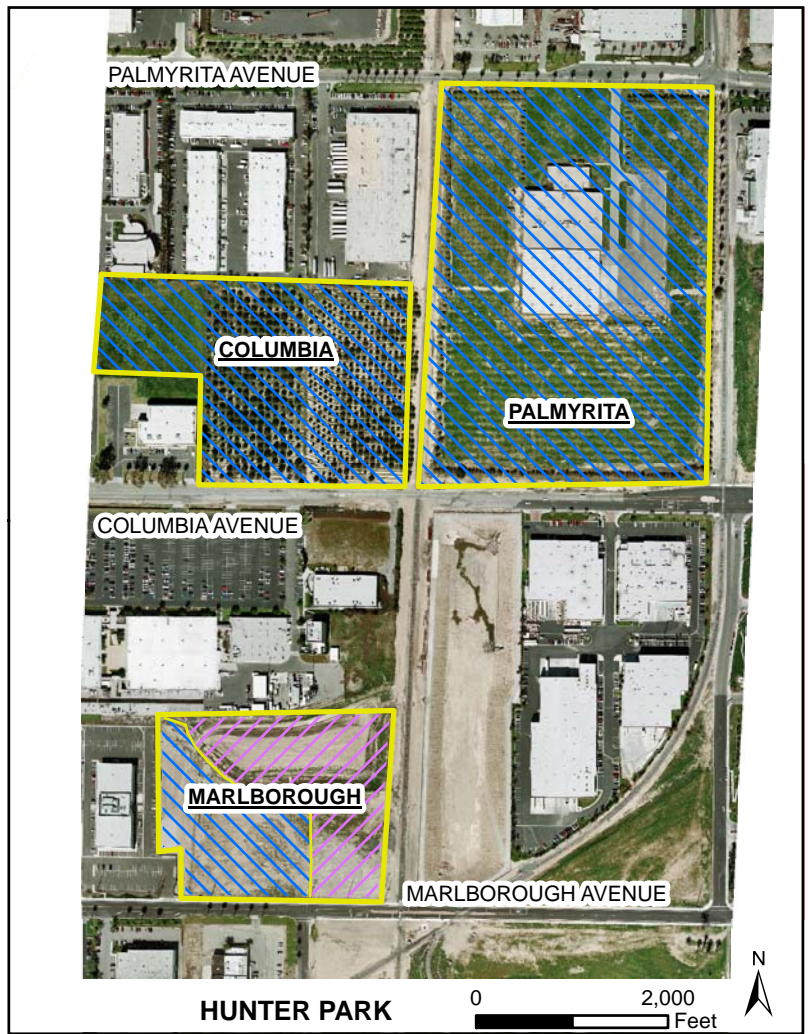 PALMYRITA AVENUE
COLUMBIA
PALMYRITA
COLUMBIA AVENUE
MARLBOROUGH
MARLBOROUGH AVENUE
N
HUNTER PARK
0 2,000
Feet